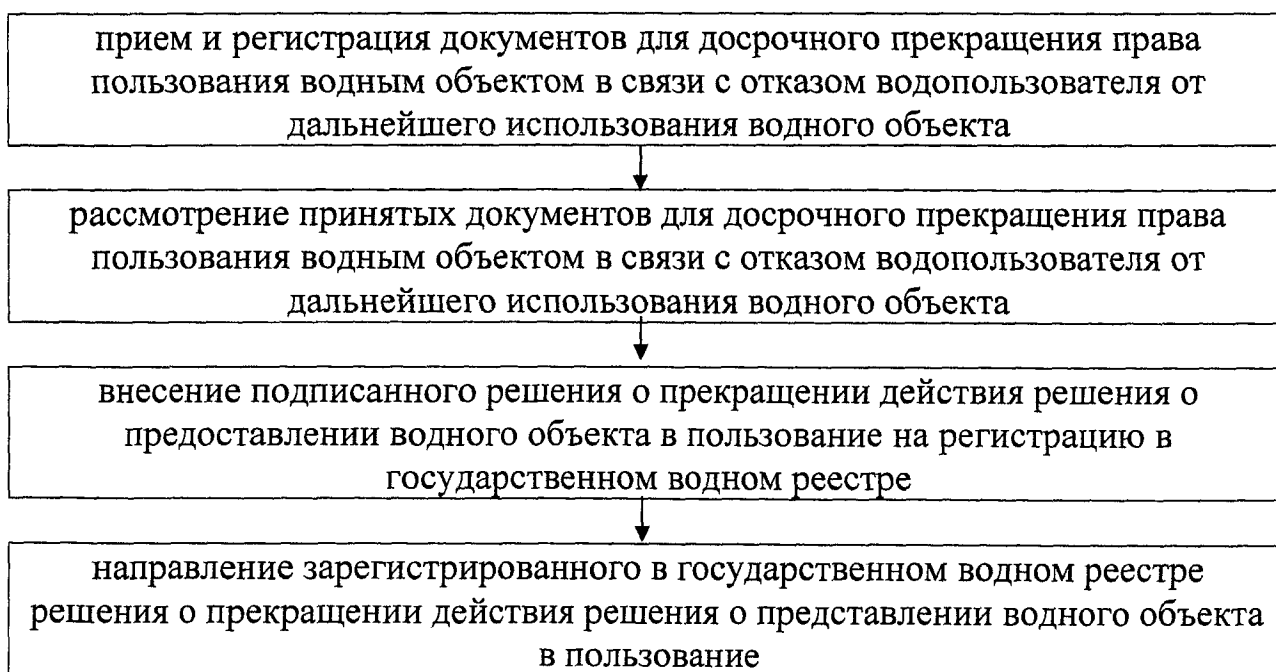 прием и регистрация документов для досрочного прекращения права
пользования водным объектом в связи с отказом водопользователя от
дальнейшего использования водного объекта
рассмотрение принятых документов для досрочного прекращения права
пользования водным объектом в связи с отказом водопользователя от
дальнейшего использования водного объекта
внесение подписанного решения о прекращении действия решения о
предоставлении водного объекта в пользование на регистрацию в
государственном водном реестре
направление зарегистрированного в государственном водном реестре
решения о прекращении действия решения о представлении водного объекта
в пользование